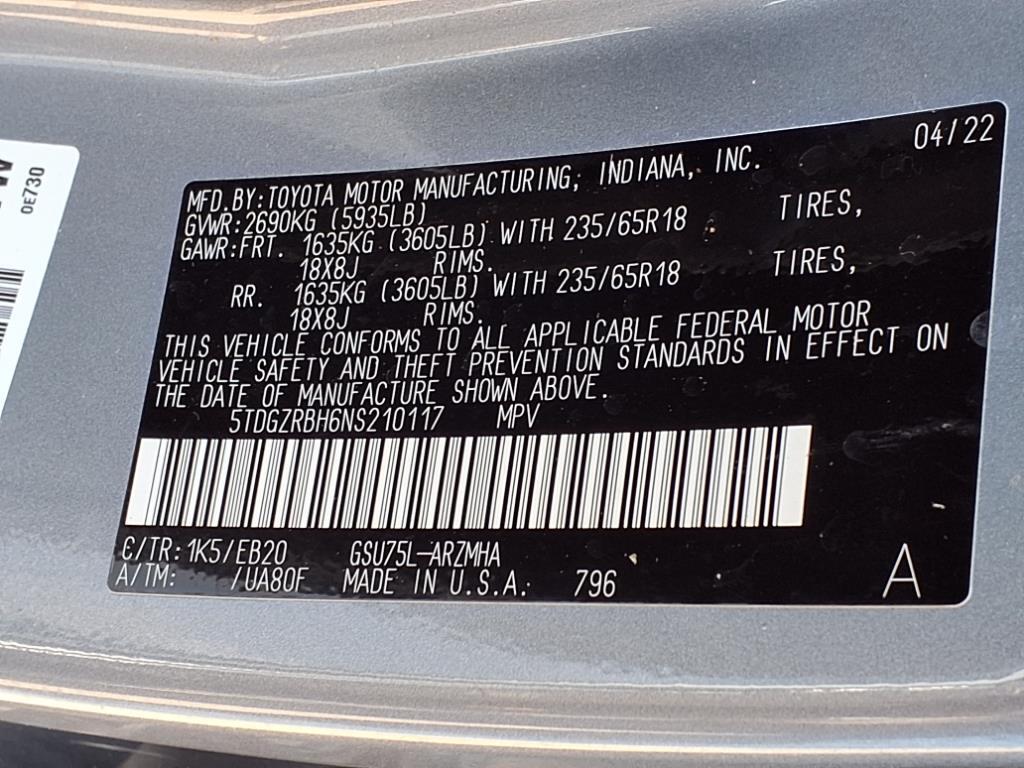 OE730
04/22
MFD.BY:TOYOTA MOTOR MANUFACTURING, INDIANA, INC.
GVWR:2690KG (5935LB)
GAWR:FRT. 1635KG (3605LB) WITH 235/65R18 TIRES,
18X8J RIMS.
RR. 1635KG (3605LB) WITH 235/65R18 TIRES,
18X8J RIMS.
THIS VEHICLE CONFORMS TO ALL APPLICABLE FEDERAL MOTOR
VEHICLE SAFETY AND THEFT PREVENTION STANDARDS IN EFFECT ON
THE DATE OF MANUFACTURE SHOWN ABOVE.
5TDGZRBH6NS210117 MPV
C/TR:1K5/EB20 GSU75L-ARZMHA
A/TM: /UA80F MADE IN U.S.A. 796
A